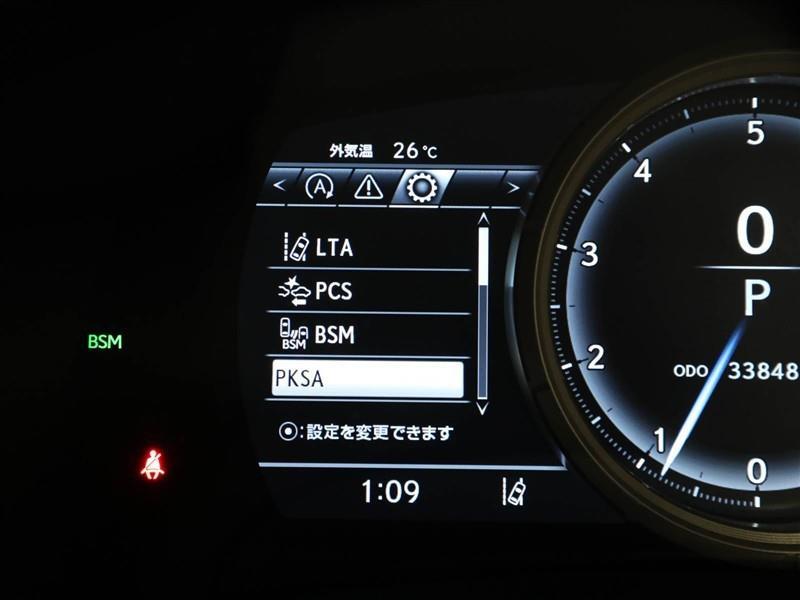 外気温 26℃
< A >
LTA
PCS
BSM BSM
PKSA
:設定を変更できます
1:09
BSM
5
4
3
2
1
0
0
P
ODO 33848